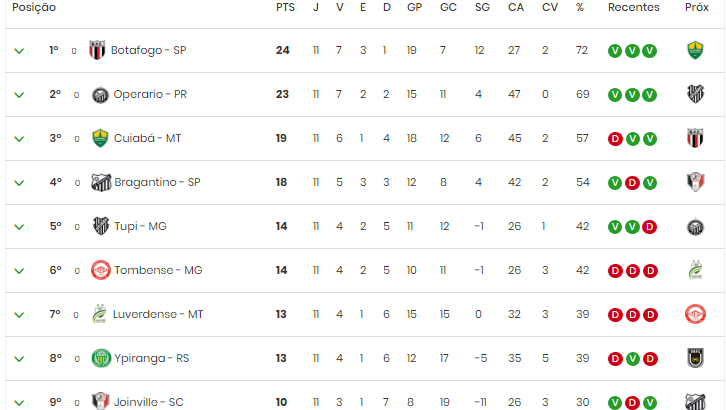 Posição PTS J V E D GP GC SG CA CV % Recentes Próx
1º 0 Botafogo - SP 24 11 7 3 1 19 7 12 27 2 72 V V V
2º 0 Operario - PR 23 11 7 2 2 15 11 4 47 0 69 V V V
3º 0 Cuiabá - MT 19 11 6 1 4 18 12 6 45 2 57 D V V
4º 0 Bragantino - SP 18 11 5 3 3 12 8 4 42 2 54 V D V
5º 0 Tupi - MG 14 11 4 2 5 11 12 -1 26 1 42 V V D
6º 0 Tombense - MG 14 11 4 2 5 10 11 -1 26 3 42 D D D
7º 0 Luverdense - MT 13 11 4 1 6 15 15 0 32 3 39 D D D
8º 0 Ypiranga - RS 13 11 4 1 6 12 17 -5 35 5 39 D V D
9º 0 Joinville - SC 10 11 3 1 7 8 19 -11 26 3 30 V D V